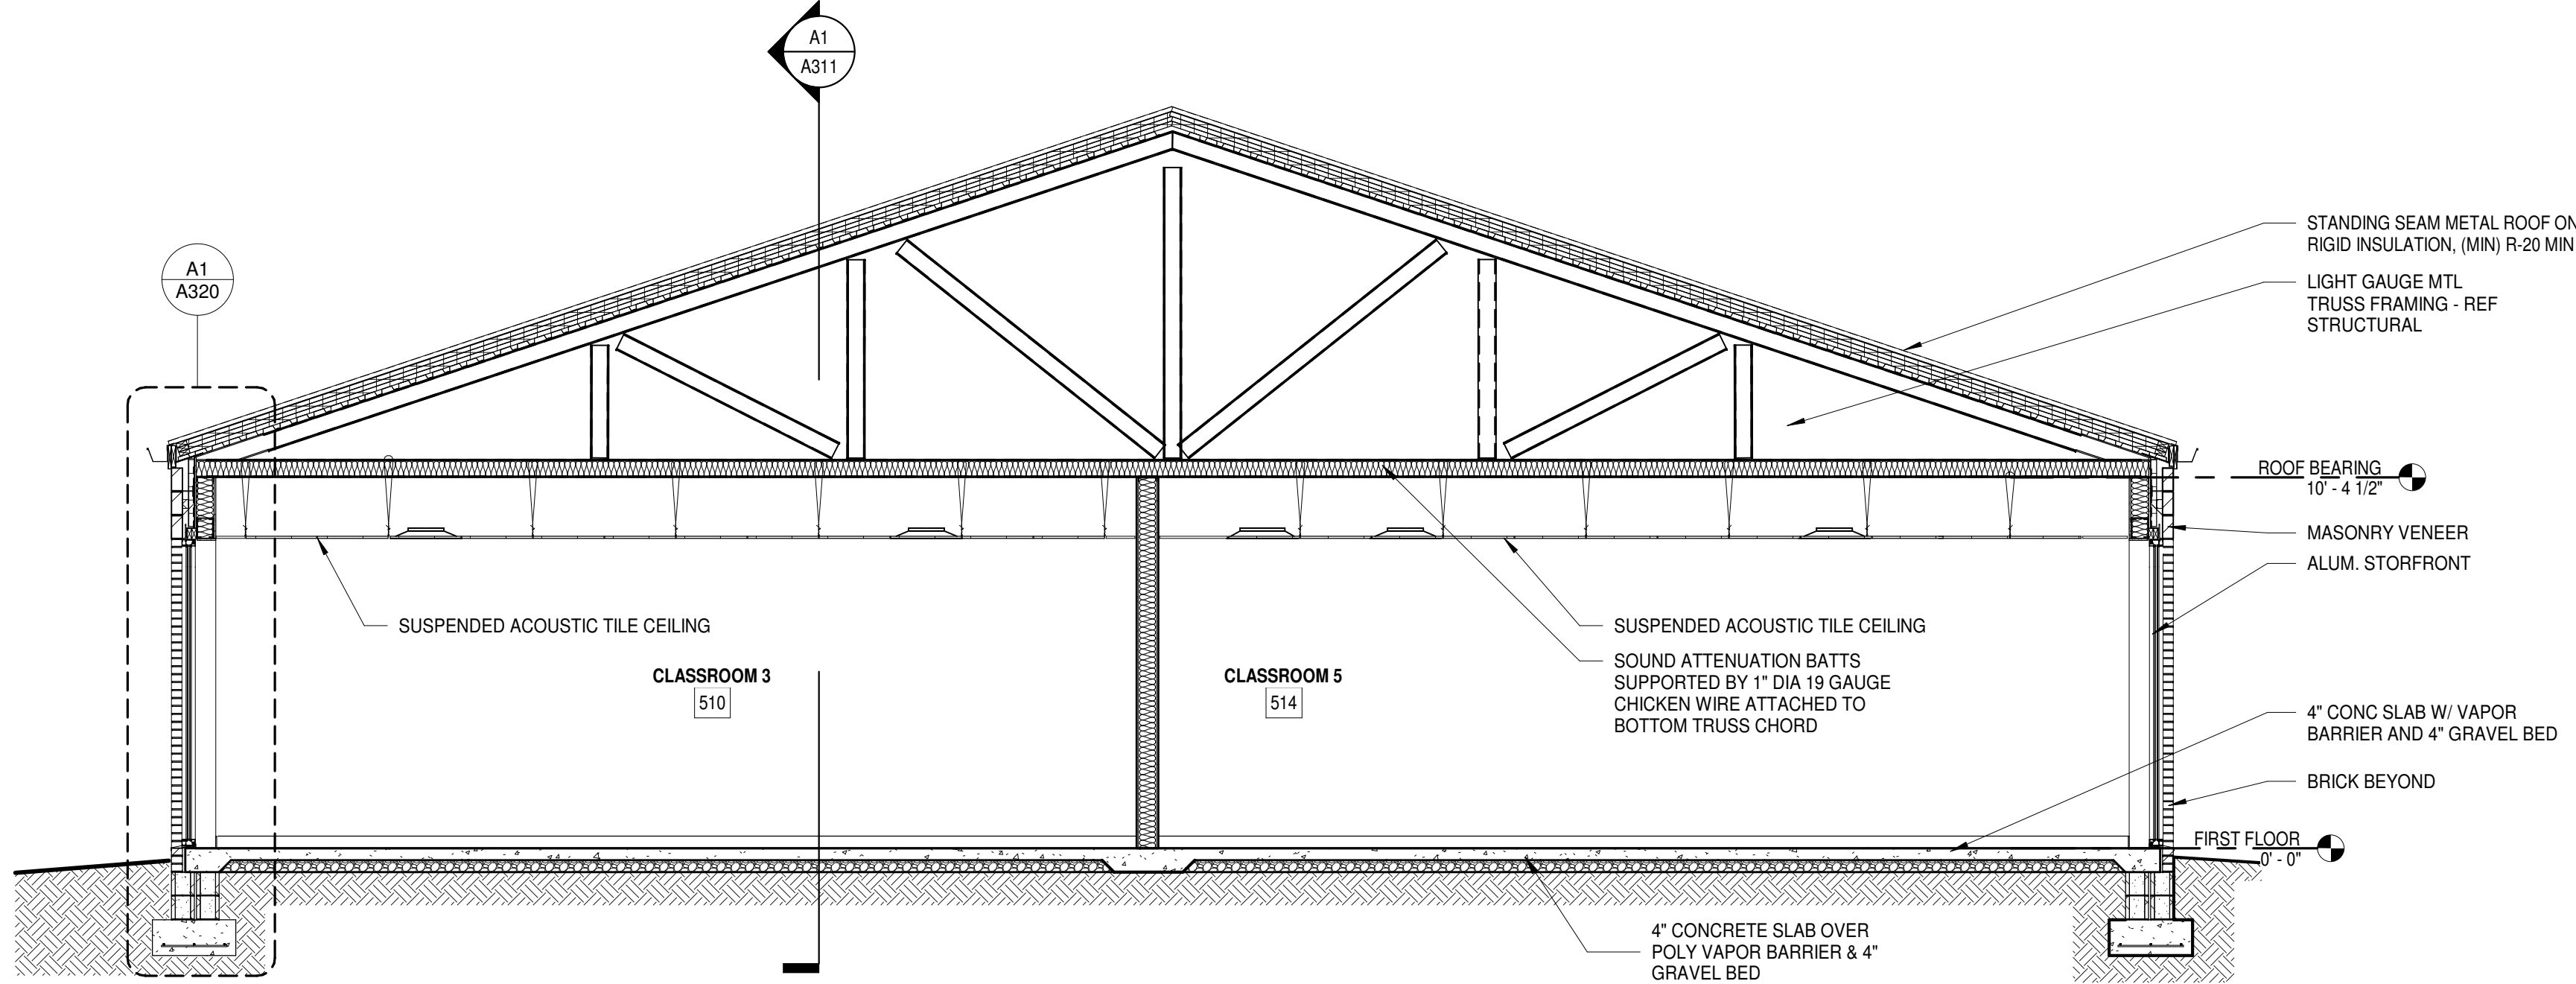 A1
A311
A1
A320
STANDING SEAM METAL ROOF ON
RIGID INSULATION, (MIN) R-20 MIN
LIGHT GAUGE MTL
TRUSS FRAMING - REF
STRUCTURAL
ROOF BEARING
10' - 4 1/2"
MASONRY VENEER
ALUM. STORFRONT
SUSPENDED ACOUSTIC TILE CEILING
SUSPENDED ACOUSTIC TILE CEILING
SOUND ATTENUATION BATTS
SUPPORTED BY 1" DIA 19 GAUGE
CHICKEN WIRE ATTACHED TO
BOTTOM TRUSS CHORD
CLASSROOM 3
510
CLASSROOM 5
514
4" CONC SLAB W/ VAPOR
BARRIER AND 4" GRAVEL BED
BRICK BEYOND
FIRST FLOOR
0' - 0"
4" CONCRETE SLAB OVER
POLY VAPOR BARRIER & 4"
GRAVEL BED